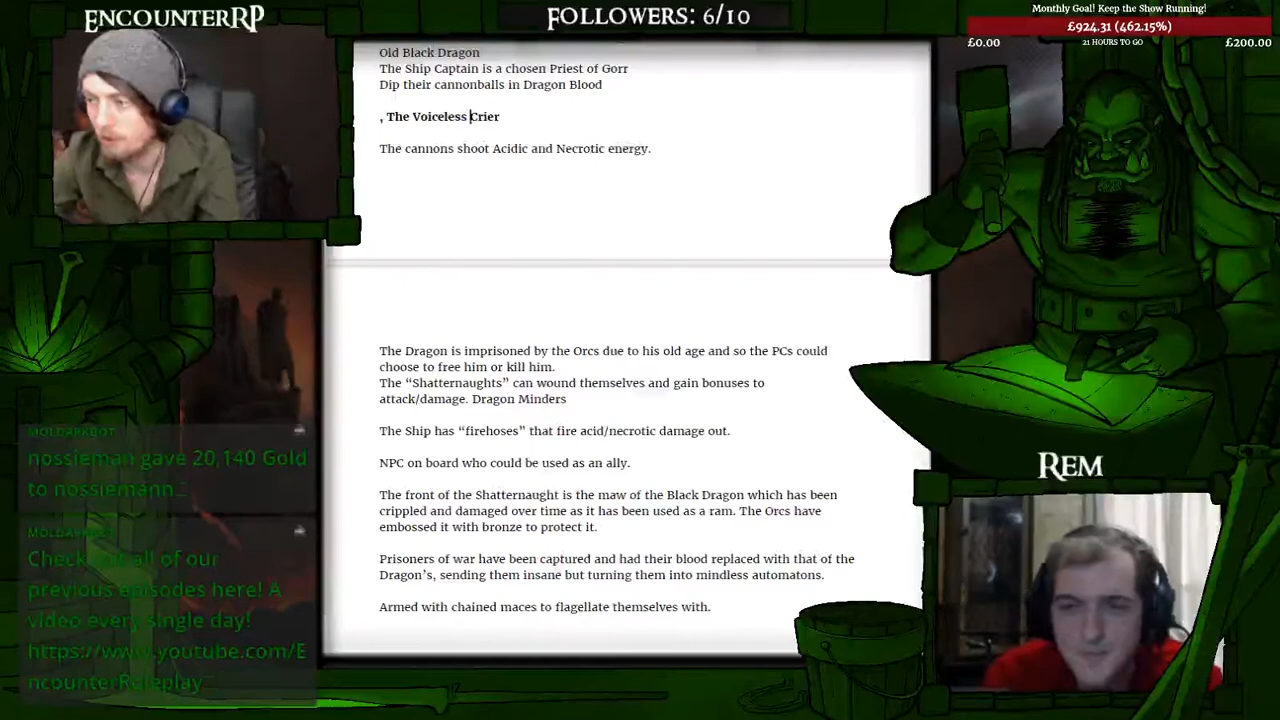 ENCOUNTERRP
FOLLOWERS: 6/10
Monthly Goal! Keep the Show Running!
£924.31 (462.15%)
£0.00
21 HOURS TO GO
£200.00
Old Black Dragon
The Ship Captain is a chosen Priest of Gorr
Dip their cannonballs in Dragon Blood
, The Voiceless Crier
The cannons shoot Acidic and Necrotic energy.
The Dragon is imprisoned by the Orcs due to his old age and so the PCs could
choose to free him or kill him.
The “Shatternaughts” can wound themselves and gain bonuses to
attack/damage. Dragon Minders
The Ship has “firehoses” that fire acid/necrotic damage out.
NPC on board who could be used as an ally.
The front of the Shatternaught is the maw of the Black Dragon which has been
crippled and damaged over time as it has been used as a ram. The Orcs have
embossed it with bronze to protect it.
Prisoners of war have been captured and had their blood replaced with that of the
Dragon’s, sending them insane but turning them into mindless automatons.
Armed with chained maces to flagellate themselves with.
MOLDARKBOT
nossieman gave 20,140 Gold
to nossiemann_
MOLDARKBOT
Check out all of our
previous episodes here! A
video every single day!
https://www.youtube.com/E
ncounterRoleplay
REM